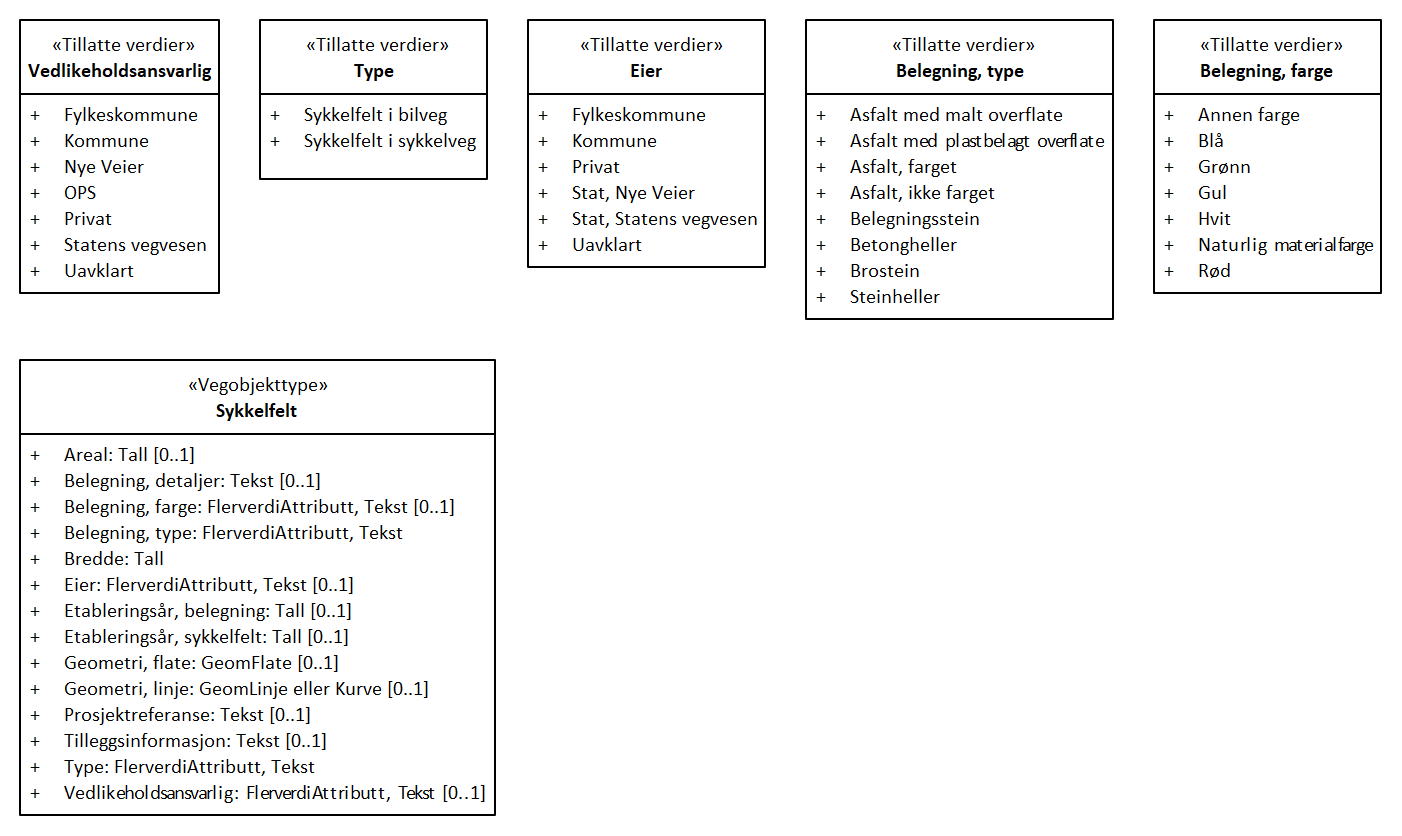 «Tillatte verdier»
Vedlikeholdsansvarlig
+ Fylkeskommune
+ Kommune
+ Nye Veier
+ OPS
+ Privat
+ Statens vegvesen
+ Uavklart
«Tillatte verdier»
Type
+ Sykkelfelt i bilveg
+ Sykkelfelt i sykkelveg
«Tillatte verdier»
Eier
+ Fylkeskommune
+ Kommune
+ Privat
+ Stat, Nye Veier
+ Stat, Statens vegvesen
+ Uavklart
«Tillatte verdier»
Belegning, type
+ Asfalt med malt overflate
+ Asfalt med plastbelagt overflate
+ Asfalt, farget
+ Asfalt, ikke farget
+ Belegningsstein
+ Betongheller
+ Brostein
+ Steinheller
«Tillatte verdier»
Belegning, farge
+ Annen farge
+ Blå
+ Grønn
+ Gul
+ Hvit
+ Naturlig materialfarge
+ Rød
«Vegobjekttype»
Sykkelfelt
+ Areal: Tall [0..1]
+ Belegning, detaljer: Tekst [0..1]
+ Belegning, farge: FlerverdiAttributt, Tekst [0..1]
+ Belegning, type: FlerverdiAttributt, Tekst
+ Bredde: Tall
+ Eier: FlerverdiAttributt, Tekst [0..1]
+ Etableringsår, belegning: Tall [0..1]
+ Etableringsår, sykkelfelt: Tall [0..1]
+ Geometri, flate: GeomFlate [0..1]
+ Geometri, linje: GeomLinje eller Kurve [0..1]
+ Prosjektreferanse: Tekst [0..1]
+ Tilleggsinformasjon: Tekst [0..1]
+ Type: FlerverdiAttributt, Tekst
+ Vedlikeholdsansvarlig: FlerverdiAttributt, Tekst [0..1]